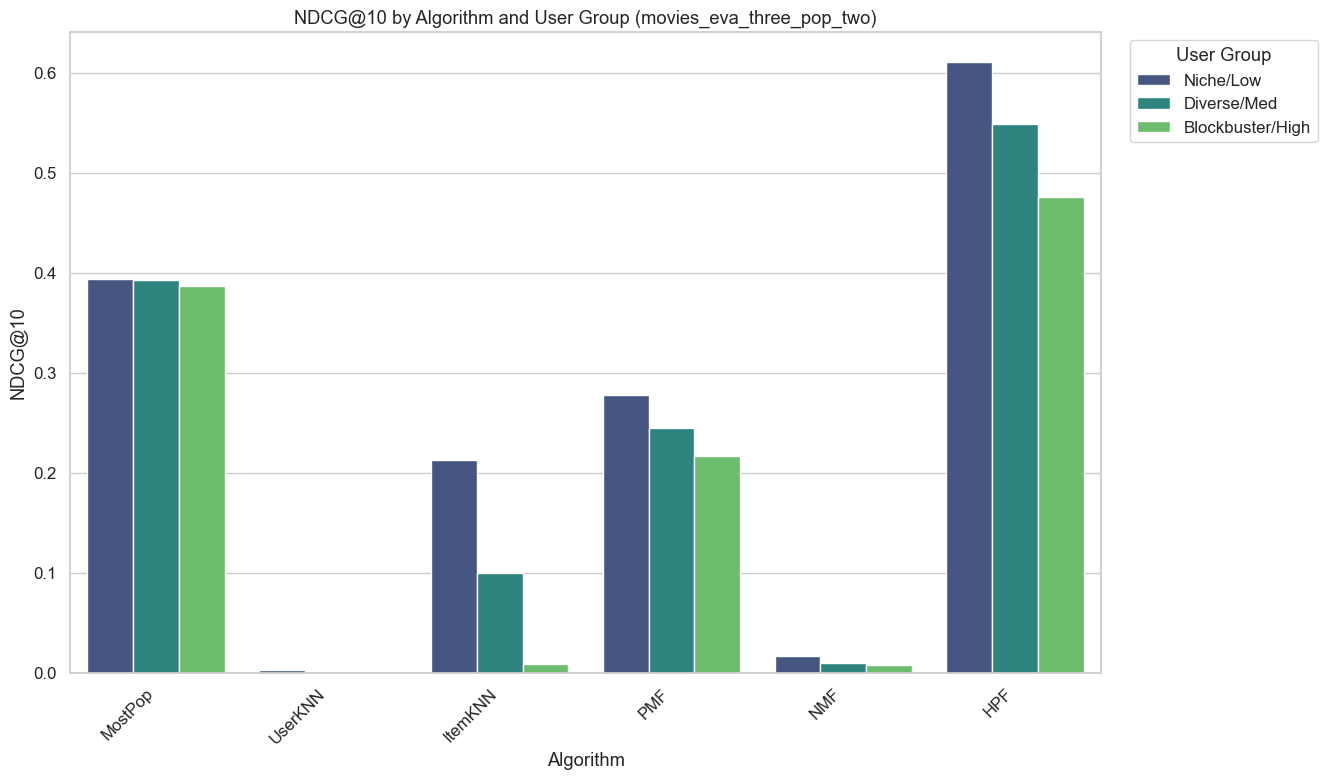 NDCG@10 by Algorithm and User Group (movies_eva_three_pop_two)
User Group
Niche/Low
Diverse/Med
Blockbuster/High
NDCG@10
0.6
0.5
0.4
0.3
0.2
0.1
0.0
MostPop
UserKNN
ItemKNN
PMF
NMF
HPF
Algorithm